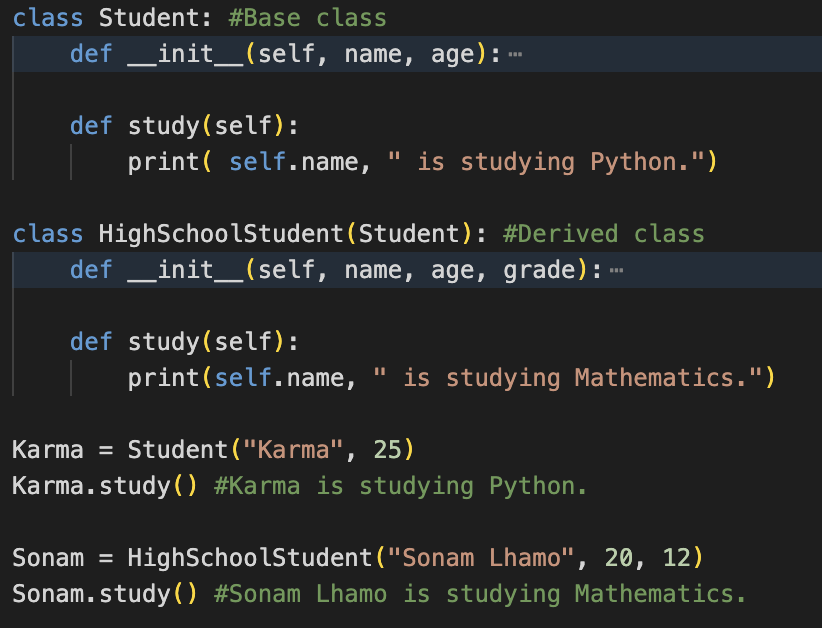 class Student: #Base class
    def __init__(self, name, age):⋯
    def study(self):
        print( self.name, " is studying Python.")
class HighSchoolStudent(Student): #Derived class
    def __init__(self, name, age, grade):⋯
    def study(self):
        print(self.name, " is studying Mathematics.")
Karma = Student("Karma", 25)
Karma.study() #Karma is studying Python.
Sonam = HighSchoolStudent("Sonam Lhamo", 20, 12)
Sonam.study() #Sonam Lhamo is studying Mathematics.